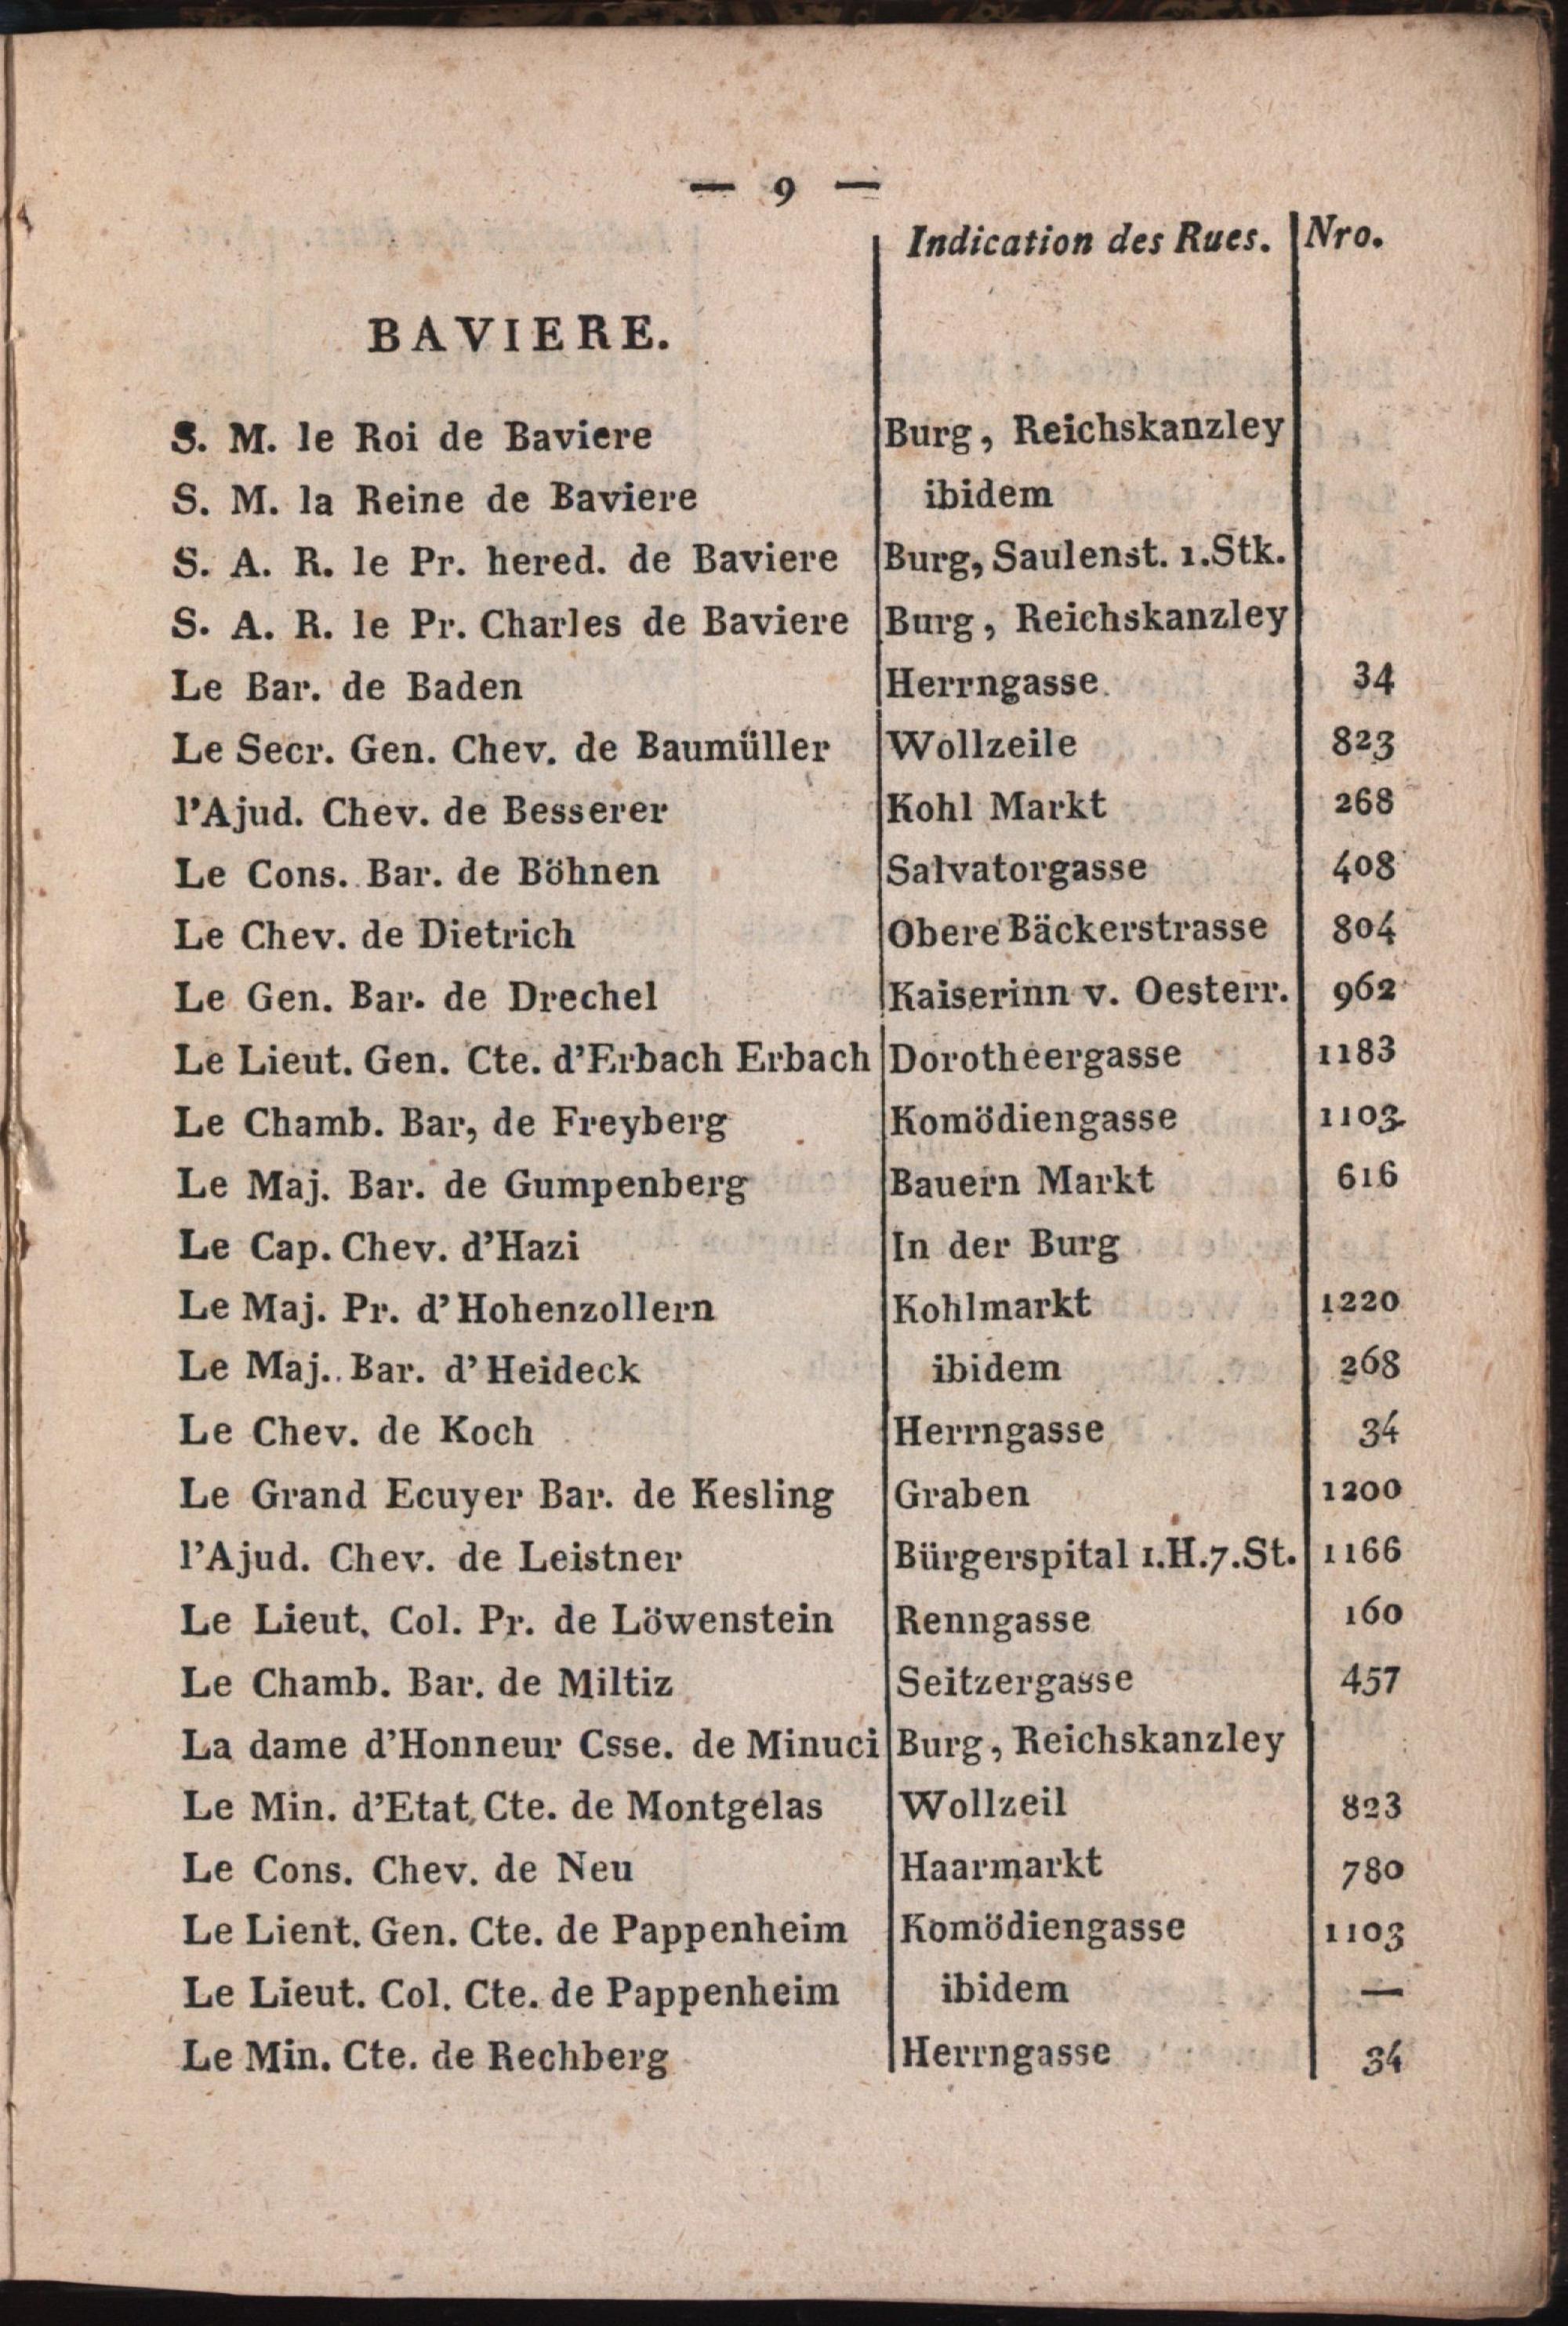 — 9 —
Indication des Rues. Nro.
BAVIERE.
S. M. le Roi de Baviere Burg, Reichskanzley
S. M. la Reine de Baviere ibidem
S. A. R. le Pr. hered. de Baviere Burg, Saulenst. 1.Stk.
S. A. R. le Pr. Charles de Baviere Burg, Reichskanzley
Le Bar. de Baden Herrngasse 34
Le Secr. Gen. Chev. de Baumüller Wollzeile 823
l'Ajud. Chev. de Besserer Kohl Markt 268
Le Cons. Bar. de Böhnen Salvatorgasse 408
Le Chev. de Dietrich Obere Bäckerstrasse 804
Le Gen. Bar. de Drechel Kaiserinn v. Oesterr. 962
Le Lieut. Gen. Cte. d'Erbach Erbach Dorotheergasse 1183
Le Chamb. Bar, de Freyberg Komödiengasse 1103
Le Maj. Bar. de Gumpenberg Bauern Markt 616
Le Cap. Chev. d'Hazi In der Burg
Le Maj. Pr. d'Hohenzollern Kohlmarkt 1220
Le Maj. Bar. d'Heideck ibidem 268
Le Chev. de Koch Herrngasse 34
Le Grand Ecuyer Bar. de Kesling Graben 1200
l'Ajud. Chev. de Leistner Bürgerspital 1.H.7.St. 1166
Le Lieut. Col. Pr. de Löwenstein Renngasse 160
Le Chamb. Bar. de Miltiz Seitzergasse 457
La dame d'Honneur Csse. de Minuci Burg, Reichskanzley
Le Min. d'Etat, Cte. de Montgelas Wollzeil 823
Le Cons. Chev. de Neu Haarmarkt 780
Le Lient. Gen. Cte. de Pappenheim Komödiengasse 1103
Le Lieut. Col. Cte. de Pappenheim ibidem —
Le Min. Cte. de Rechberg Herrngasse 34